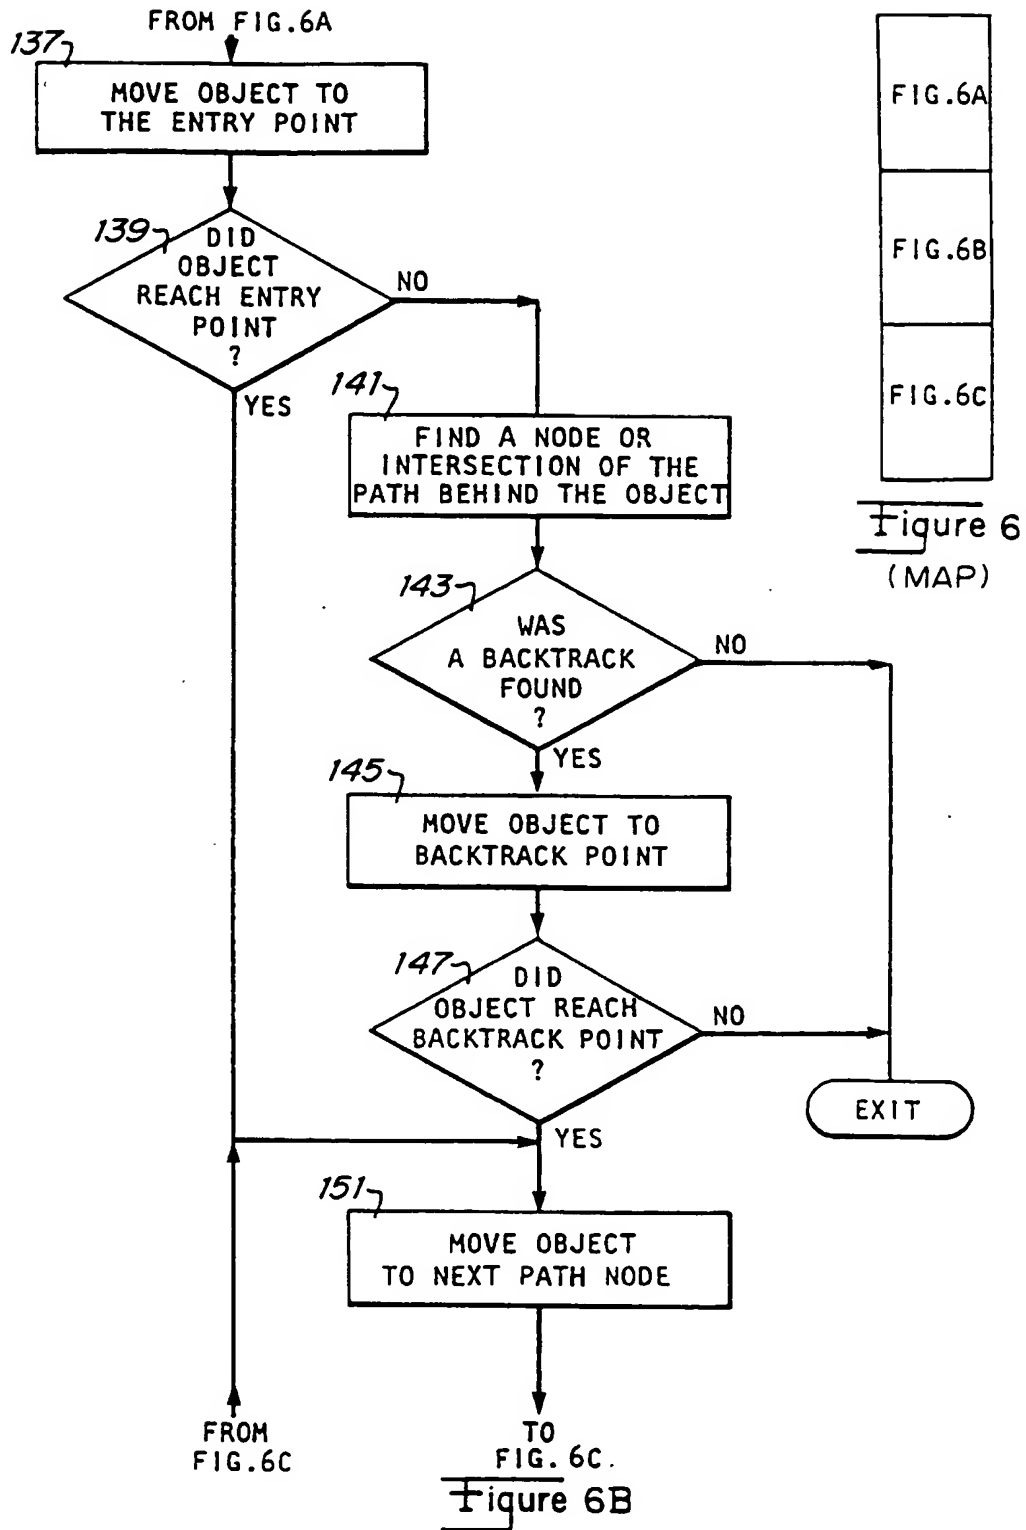 FROM FIG.6A
137
MOVE OBJECT TO
THE ENTRY POINT
139
DID
OBJECT
REACH ENTRY
POINT
?
NO
YES
141
FIND A NODE OR
INTERSECTION OF THE
PATH BEHIND THE OBJECT
143
WAS
A BACKTRACK
FOUND
?
NO
YES
145
MOVE OBJECT TO
BACKTRACK POINT
147
DID
OBJECT REACH
BACKTRACK POINT
?
NO
EXIT
YES
151
MOVE OBJECT
TO NEXT PATH NODE
FROM
FIG.6C
TO
FIG. 6C.
Figure 6B
FIG.6A
FIG.6B
FIG.6C
Figure 6
(MAP)